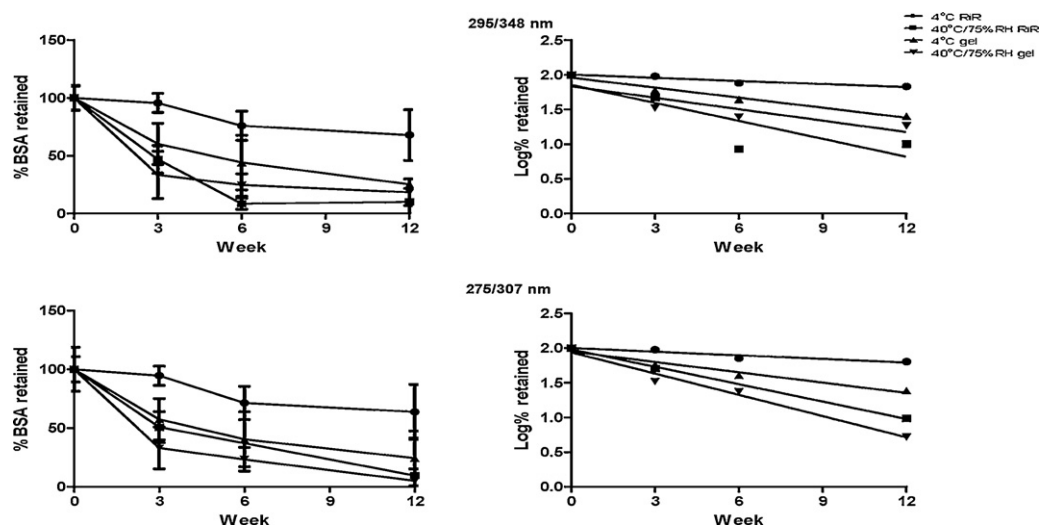 295/348 nm
4°C RiR
40°C/75%RH RiR
4°C gel
40°C/75%RH gel
%BSA retained
150
100
50
0
0 3 6 9 12
Week
Log% retained
2.5
2.0
1.5
1.0
0.5
0.0
0 3 6 9 12
Week
275/307 nm
%BSA retained
150
100
50
0
0 3 6 9 12
Week
Log% retained
2.5
2.0
1.5
1.0
0.5
0.0
0 3 6 9 12
Week